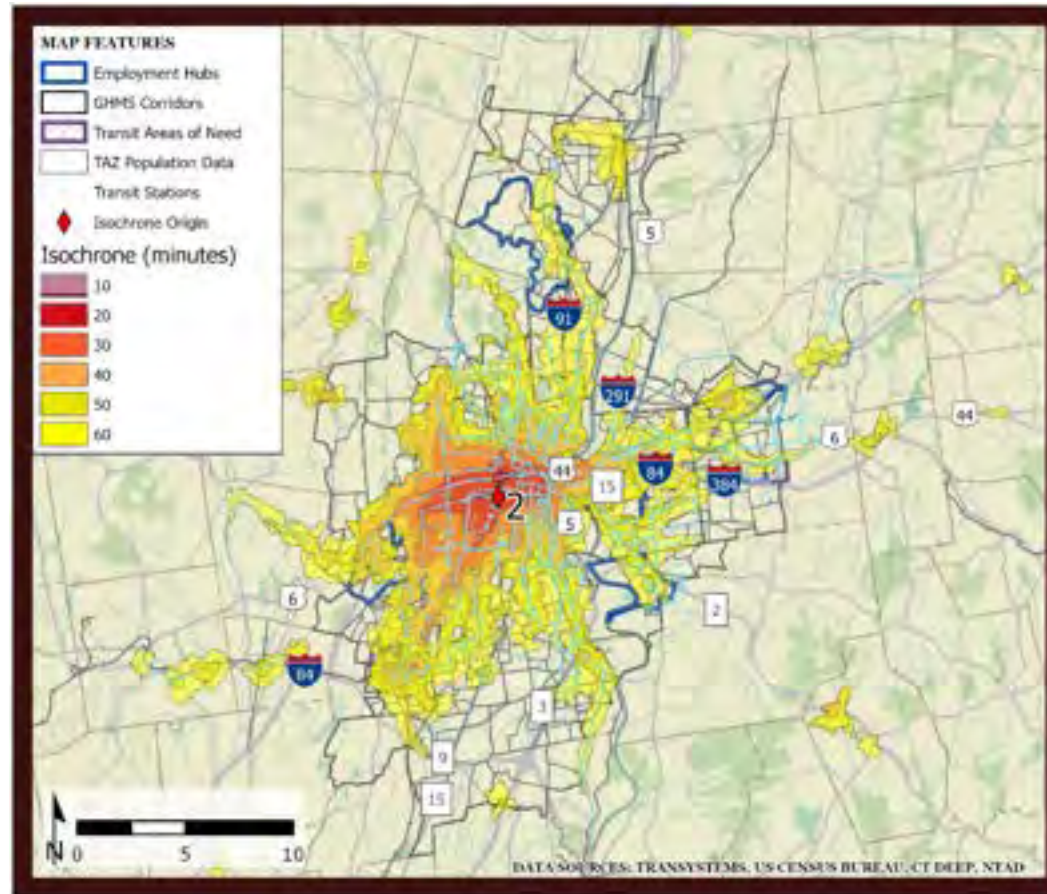 MAP FEATURES
Employment Hubs
GHMS Corridors
Transit Areas of Need
TAZ Population Data
Transit Stations
Isochrone Origin
Isochrone (minutes)
10
20
30
40
50
60
5
91
291
44
6
44
84
15
384
2
5
6
2
84
3
9
15
N
0 5 10
DATA SOURCES: TRANSYSTEMS, US CENSUS BUREAU, CT DEEP, NTAD